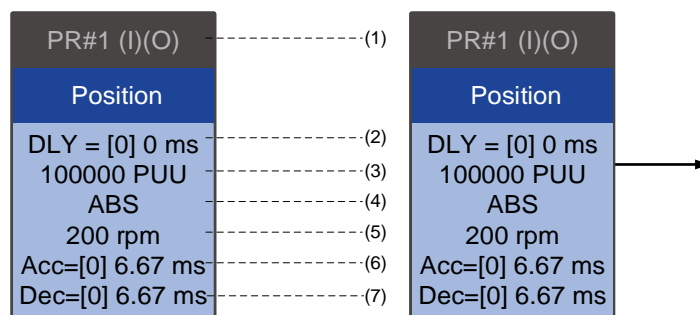 PR#1 (I)(O)
Position
DLY = [0] 0 ms
100000 PUU
ABS
200 rpm
Acc=[0] 6.67 ms
Dec=[0] 6.67 ms
(1)
(2)
(3)
(4)
(5)
(6)
(7)
PR#1 (I)(O)
Position
DLY = [0] 0 ms
100000 PUU
ABS
200 rpm
Acc=[0] 6.67 ms
Dec=[0] 6.67 ms